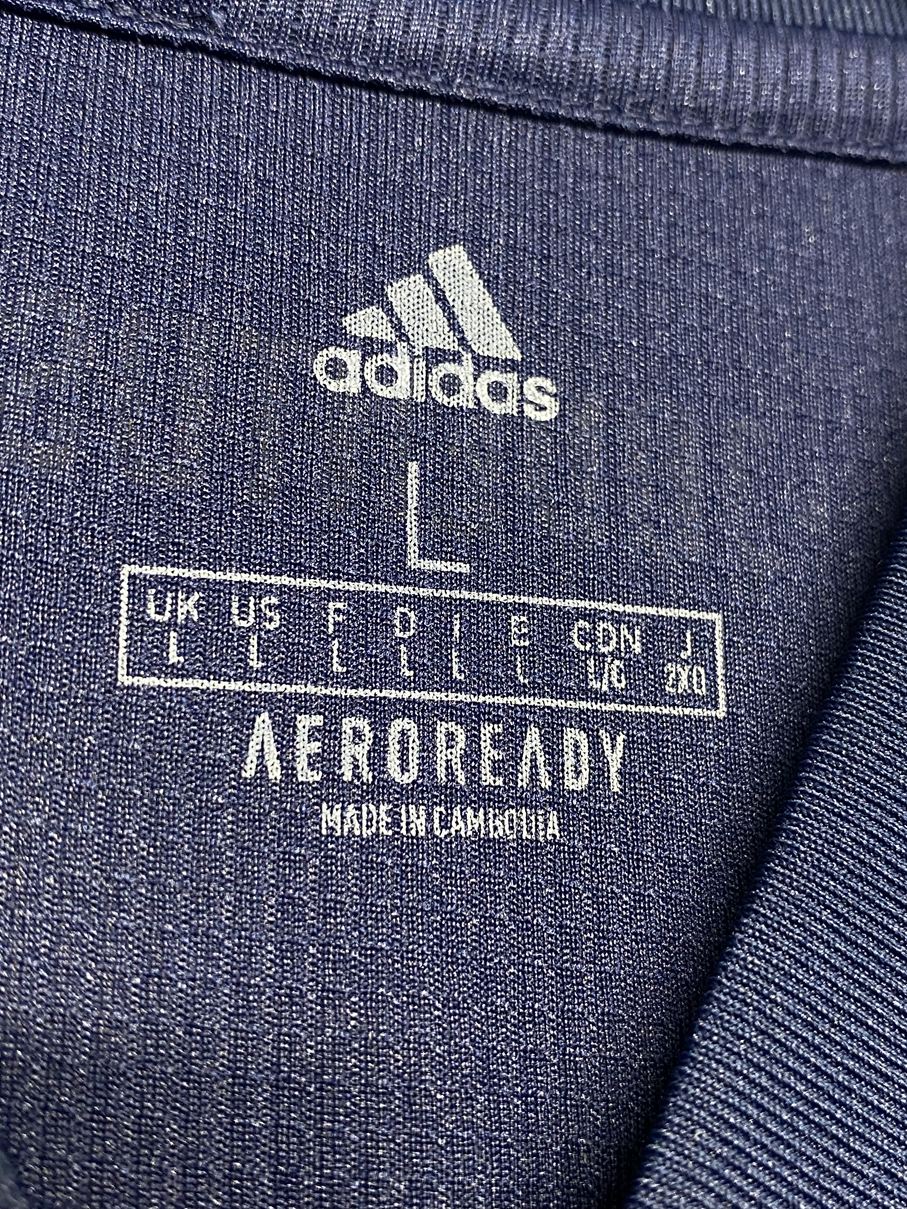 adidas
L
UK US F D I E CDN J
L L L L L L L/G 2XO
AEROREADY
MADE IN CAMBODIA